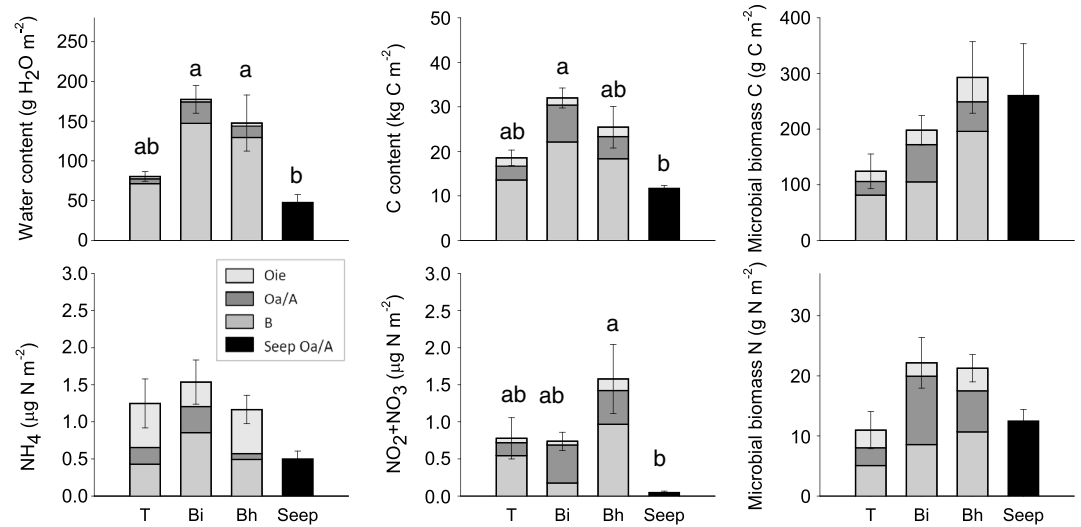 Water content (g H2O m-2)
250
200
150
100
50
0
ab
a
a
b
C content (kg C m-2)
50
40
30
20
10
0
ab
a
ab
b
Microbial biomass C (g C m-2)
400
300
200
100
0
NH4 (µg N m-2)
3.0
2.5
2.0
1.5
1.0
0.5
0.0
Oie
Oa/A
B
Seep Oa/A
T Bi Bh Seep
NO2+NO3 (µg N m-2)
3.0
2.5
2.0
1.5
1.0
0.5
0.0
ab
ab
a
b
T Bi Bh Seep
Microbial biomass N (g N m-2)
30
20
10
0
T Bi Bh Seep